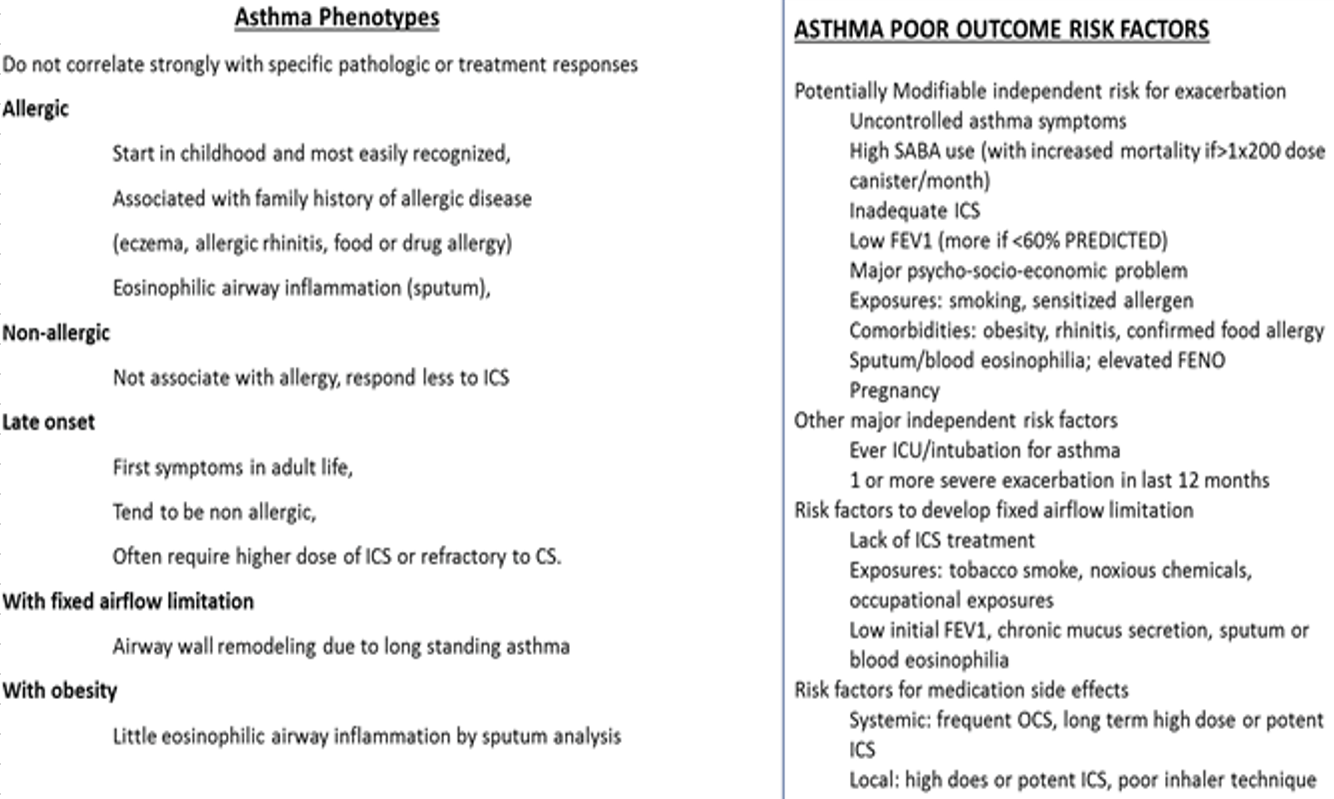 Asthma Phenotypes
Do not correlate strongly with specific pathologic or treatment responses
Allergic
Start in childhood and most easily recognized,
Associated with family history of allergic disease
(eczema, allergic rhinitis, food or drug allergy)
Eosinophilic airway inflammation (sputum),
Non-allergic
Not associate with allergy, respond less to ICS
Late onset
First symptoms in adult life,
Tend to be non allergic,
Often require higher dose of ICS or refractory to CS.
With fixed airflow limitation
Airway wall remodeling due to long standing asthma
With obesity
Little eosinophilic airway inflammation by sputum analysis
ASTHMA POOR OUTCOME RISK FACTORS
Potentially Modifiable independent risk for exacerbation
Uncontrolled asthma symptoms
High SABA use (with increased mortality if>1x200 dose
canister/month)
Inadequate ICS
Low FEV1 (more if <60% PREDICTED)
Major psycho-socio-economic problem
Exposures: smoking, sensitized allergen
Comorbidities: obesity, rhinitis, confirmed food allergy
Sputum/blood eosinophilia; elevated FENO
Pregnancy
Other major independent risk factors
Ever ICU/intubation for asthma
1 or more severe exacerbation in last 12 months
Risk factors to develop fixed airflow limitation
Lack of ICS treatment
Exposures: tobacco smoke, noxious chemicals,
occupational exposures
Low initial FEV1, chronic mucus secretion, sputum or
blood eosinophilia
Risk factors for medication side effects
Systemic: frequent OCS, long term high dose or potent
ICS
Local: high does or potent ICS, poor inhaler technique